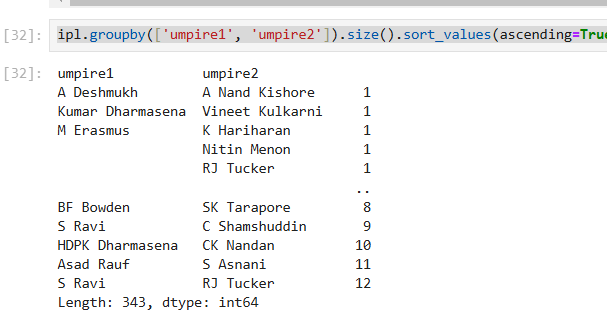 [32]: ipl.groupby(['umpire1', 'umpire2']).size().sort_values(ascending=True
[32]: umpire1 umpire2
A Deshmukh A Nand Kishore 1
Kumar Dharmasena Vineet Kulkarni 1
M Erasmus K Hariharan 1
Nitin Menon 1
RJ Tucker 1
..
BF Bowden SK Tarapore 8
S Ravi C Shamshuddin 9
HDPK Dharmasena CK Nandan 10
Asad Rauf S Asnani 11
S Ravi RJ Tucker 12
Length: 343, dtype: int64